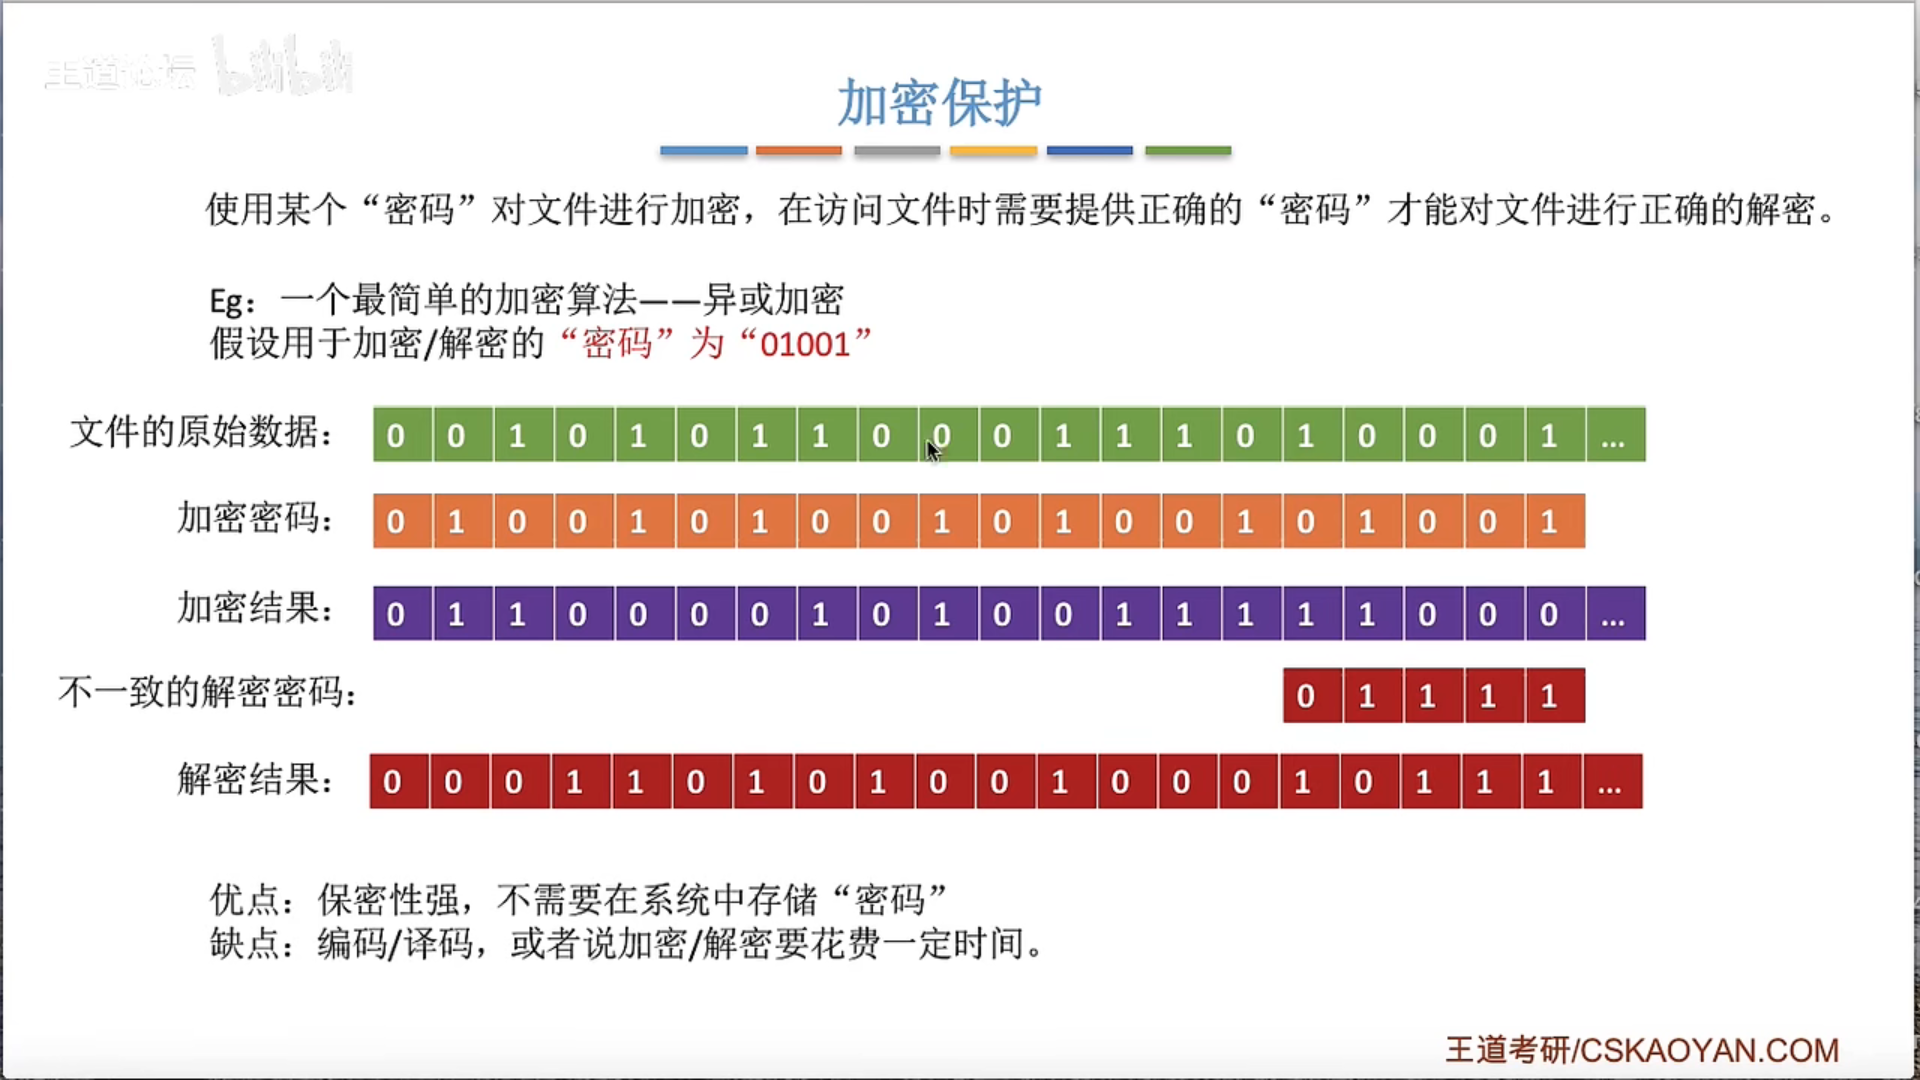 王道论坛 bilibili
加密保护
使用某个“密码”对文件进行加密，在访问文件时需要提供正确的“密码”才能对文件进行正确的解密。
Eg：一个最简单的加密算法——异或加密
假设用于加密/解密的“密码”为“01001”
文件的原始数据： 0 0 1 0 1 0 1 1 0 0 0 1 1 1 0 1 0 0 0 1 ...
加密密码： 0 1 0 0 1 0 1 0 0 1 0 1 0 0 1 0 1 0 0 1
加密结果： 0 1 1 0 0 0 0 1 0 1 0 0 1 1 1 1 1 0 0 0 ...
不一致的解密密码： 0 1 1 1 1
解密结果： 0 0 0 1 1 0 1 0 1 0 0 1 0 0 0 1 0 1 1 1 ...
优点：保密性强，不需要在系统中存储“密码”
缺点：编码/译码，或者说加密/解密要花费一定时间。
王道考研/CSKAOYAN.COM